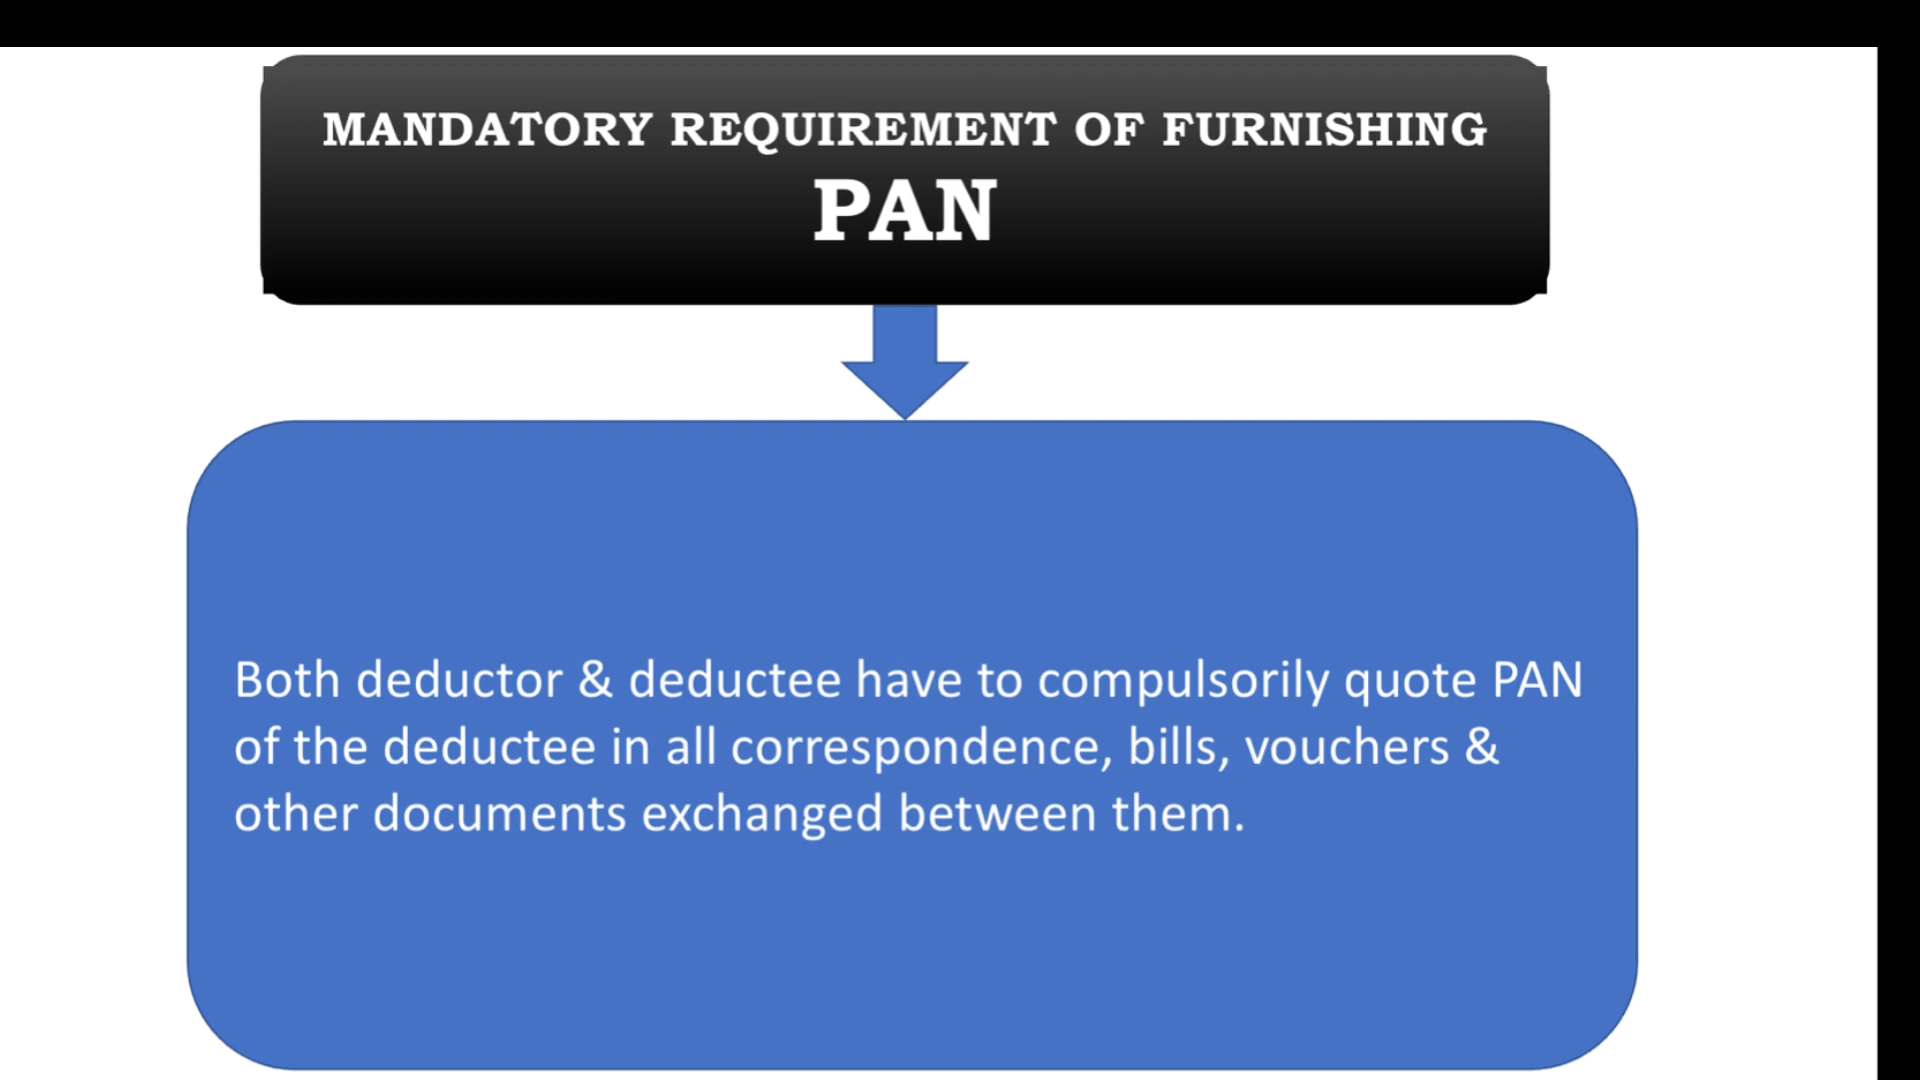 MANDATORY REQUIREMENT OF FURNISHING
PAN
Both deductor & deductee have to compulsorily quote PAN
of the deductee in all correspondence, bills, vouchers &
other documents exchanged between them.